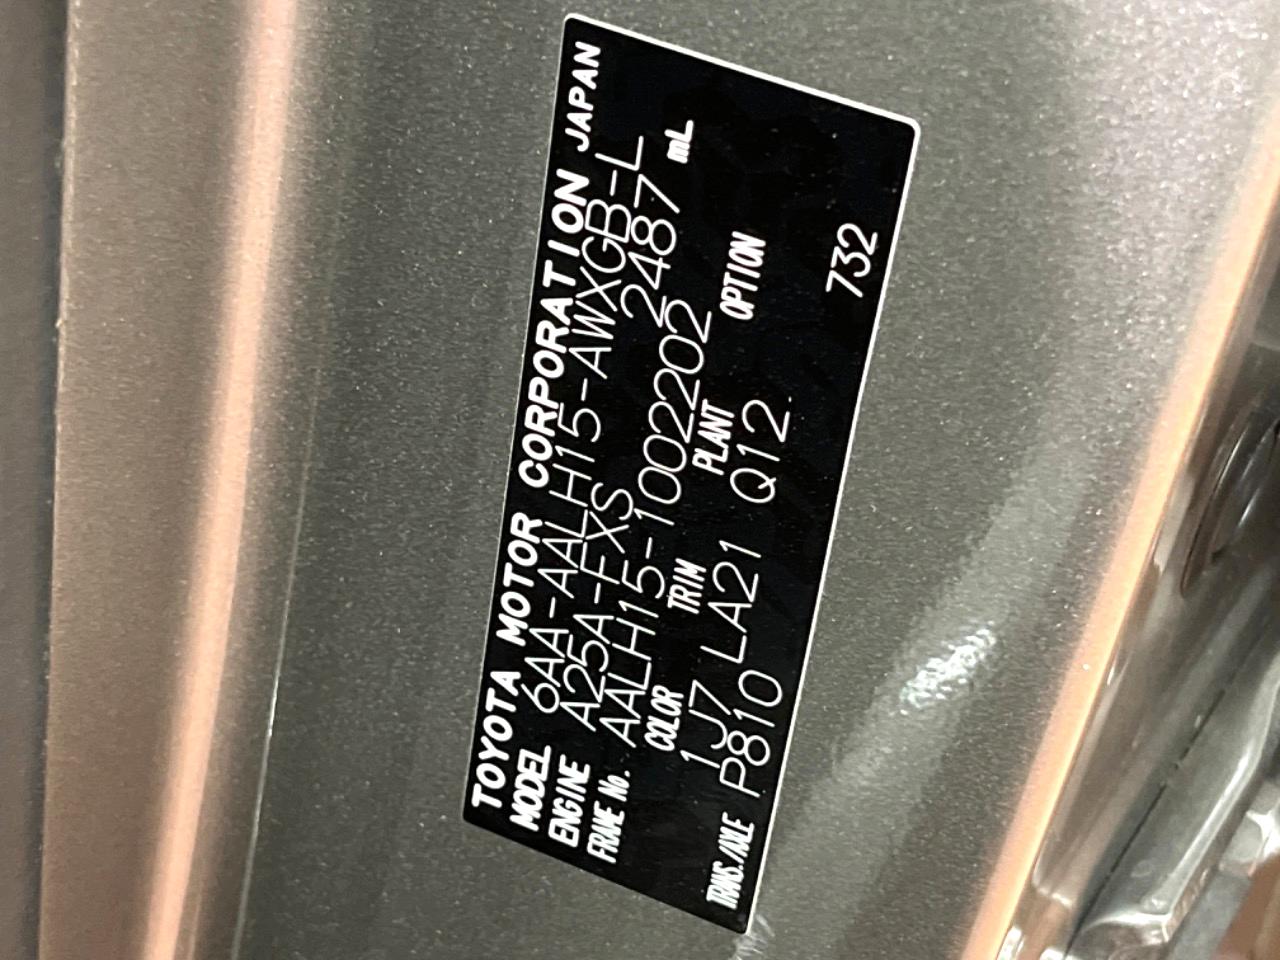 TOYOTA MOTOR CORPORATION JAPAN
MODEL 6AA-AALH15-AWXGB-L
ENGINE A25A-FXS 2487 mL
FRAME No. AALH15-1002202
COLOR TRIM PLANT OPTION
1J7 LA21 Q12
TRANS./AXLE P810 732